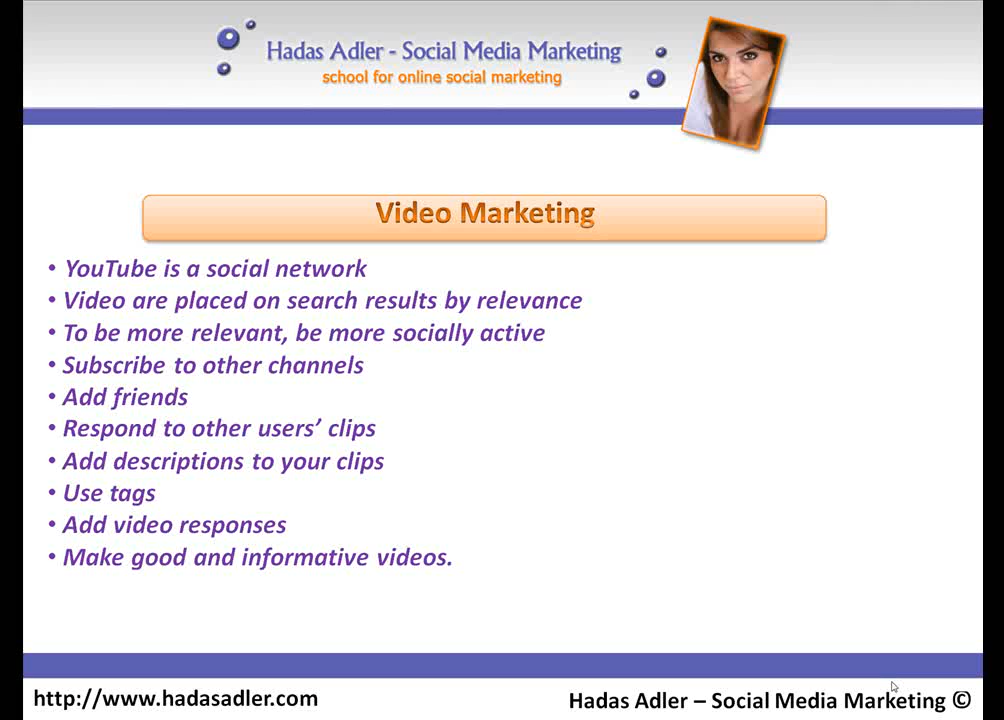 Hadas Adler - Social Media Marketing
school for online social marketing
Video Marketing
• YouTube is a social network
• Video are placed on search results by relevance
• To be more relevant, be more socially active
• Subscribe to other channels
• Add friends
• Respond to other users’ clips
• Add descriptions to your clips
• Use tags
• Add video responses
• Make good and informative videos.
http://www.hadasadler.com
Hadas Adler – Social Media Marketing ©